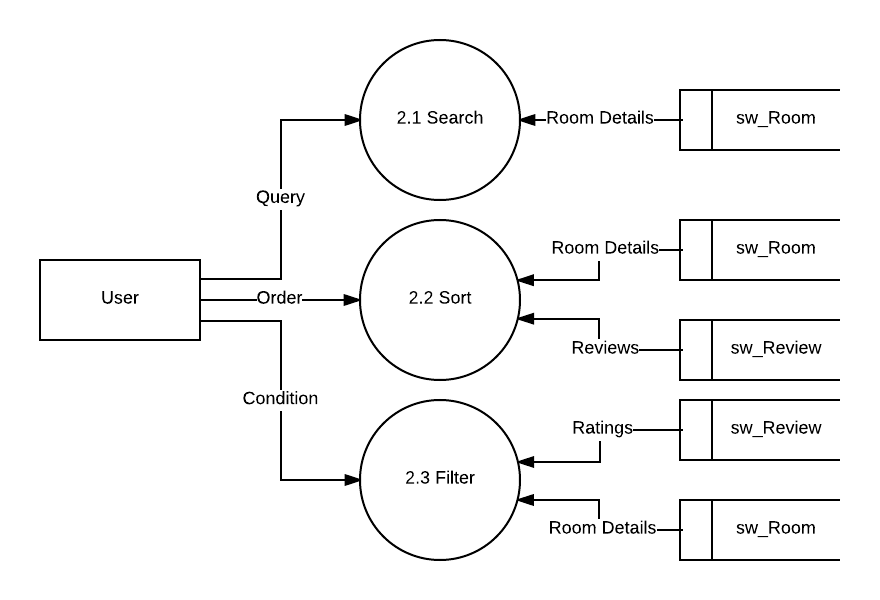 2.1 Search
Room Details
sw_Room
Query
Room Details
sw_Room
User
Order
2.2 Sort
Reviews
sw_Review
Condition
Ratings
sw_Review
2.3 Filter
Room Details
sw_Room